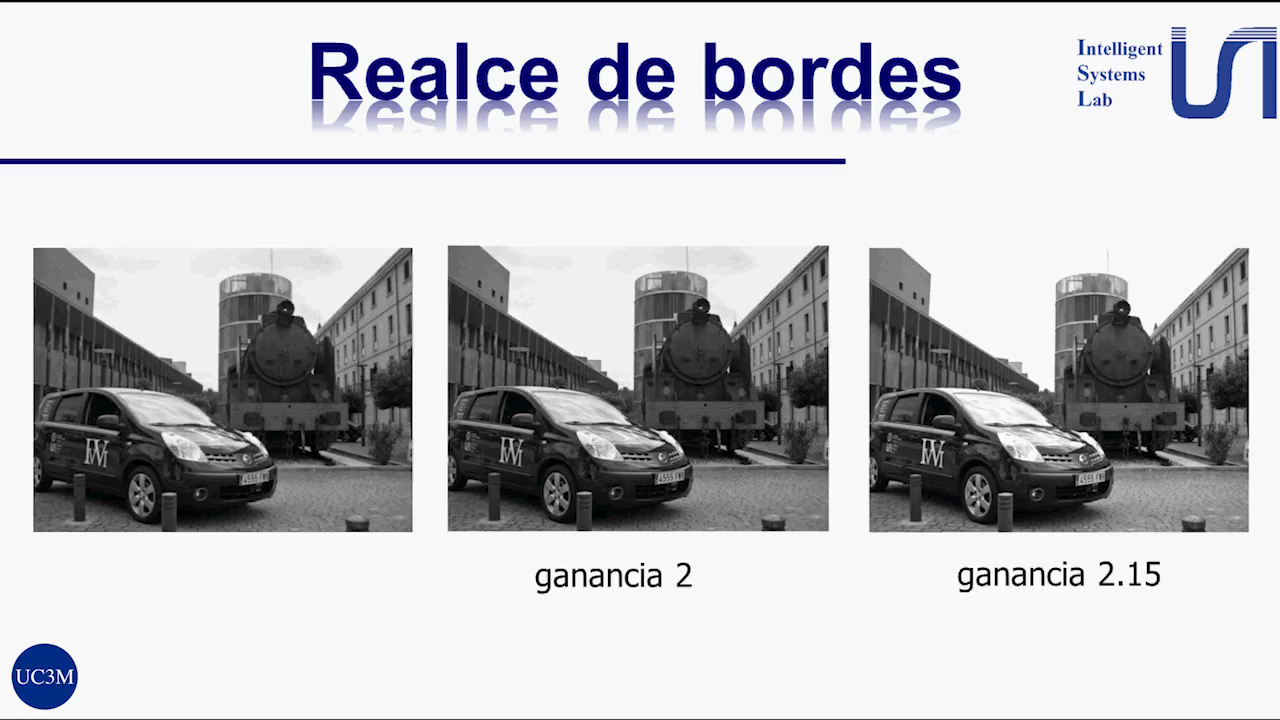 Realce de bordes
Intelligent
Systems
Lab
ganancia 2
ganancia 2.15
UC3M